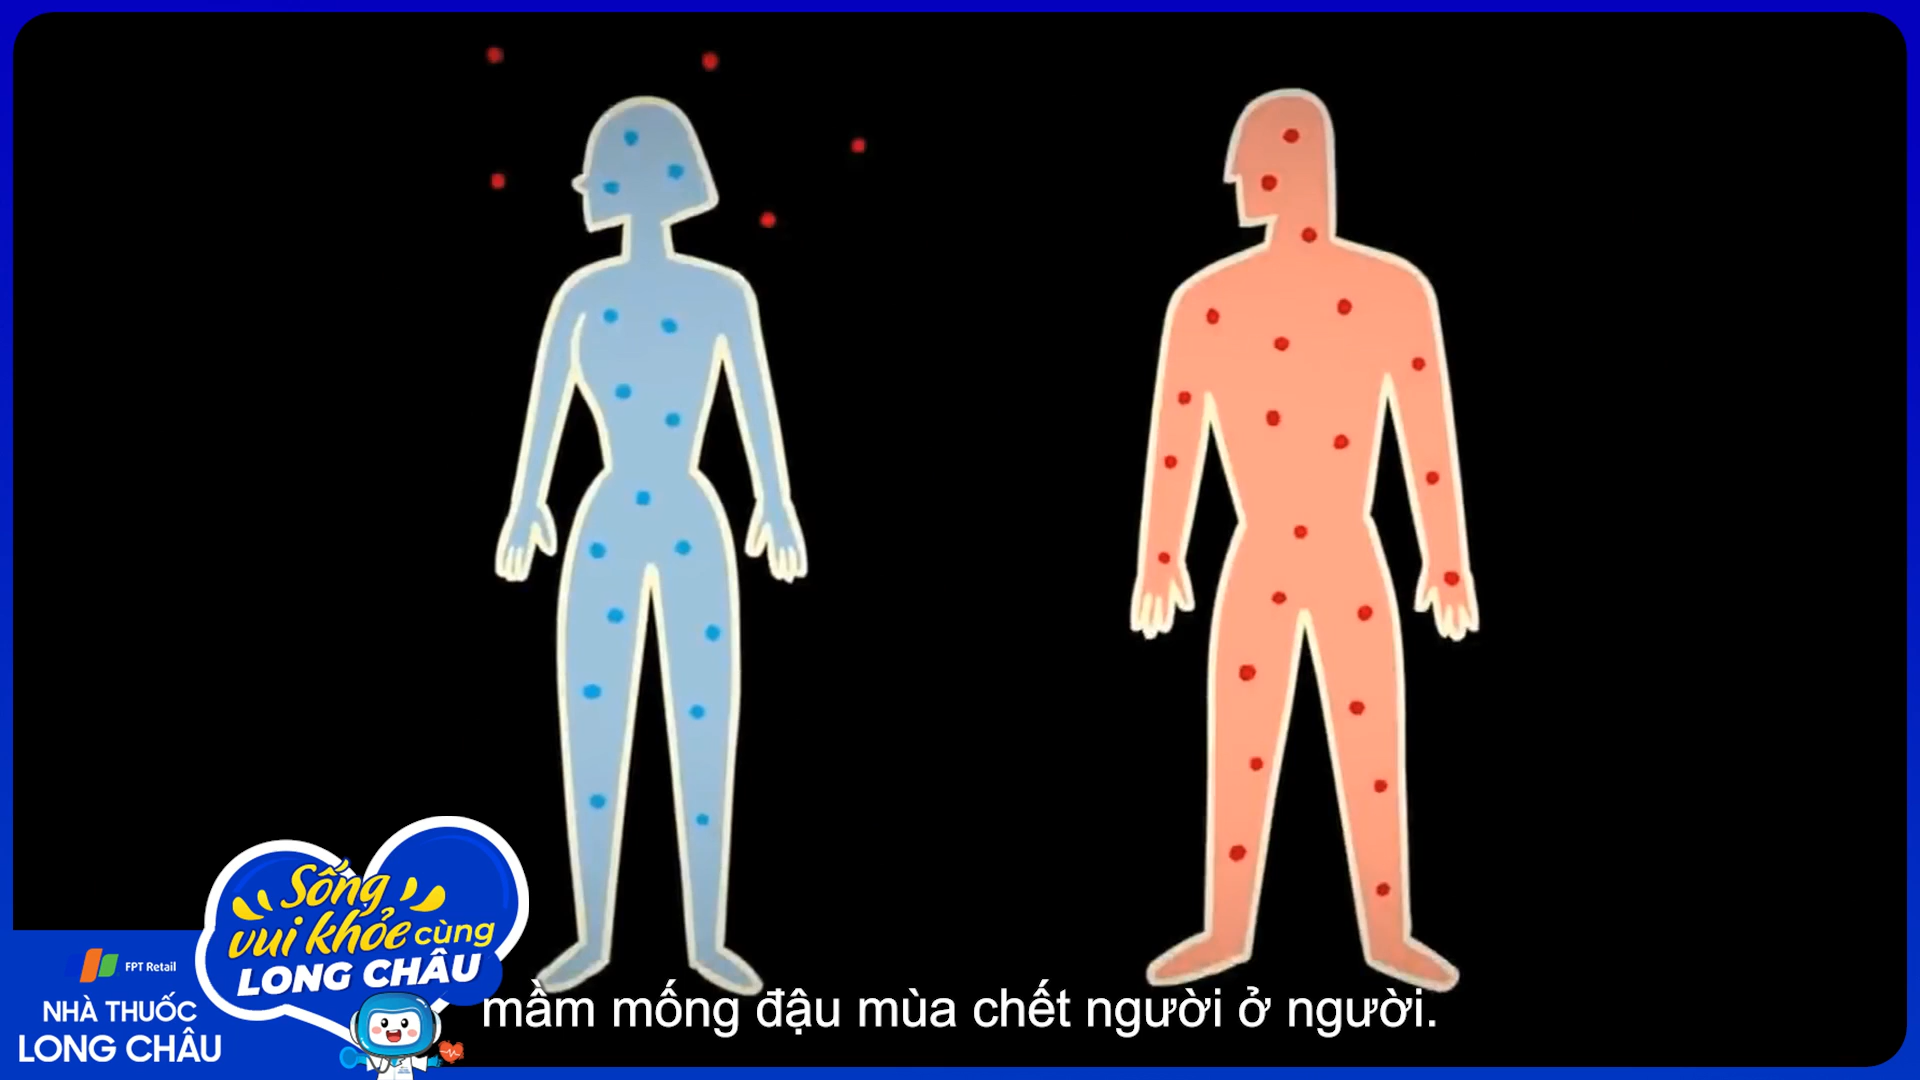 Sống
vui khỏe cùng
LONG CHÂU
FPT Retail
NHÀ THUỐC
LONG CHÂU
mầm mống đậu mùa chết người ở người.